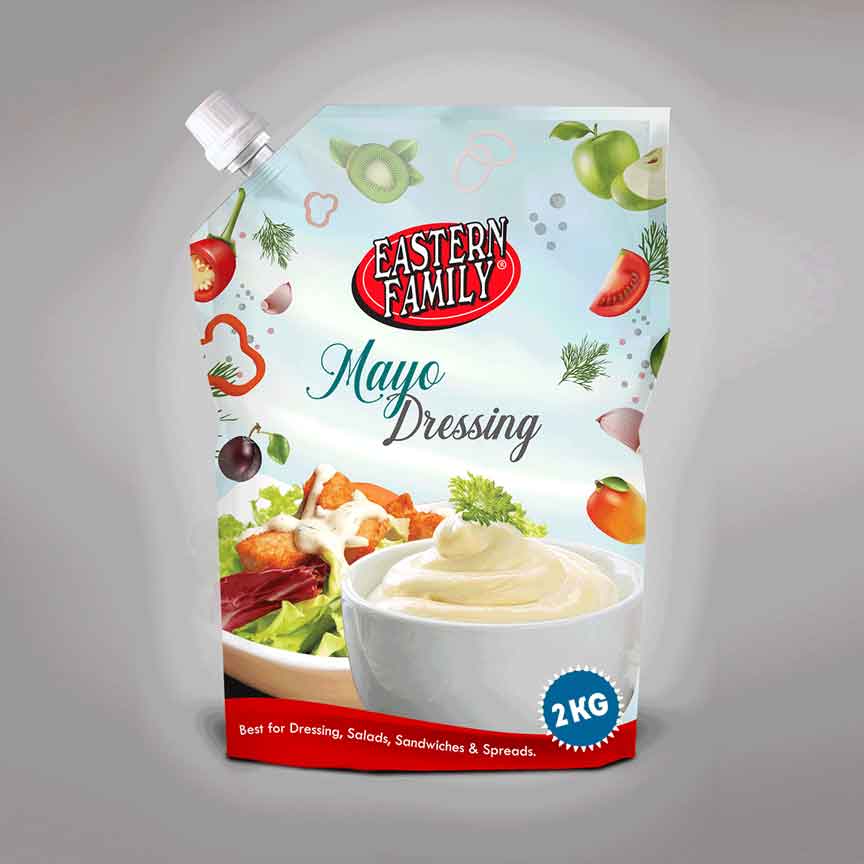 EASTERN
FAMILY®
Mayo
Dressing
2KG
Best for Dressing, Salads, Sandwiches & Spreads.